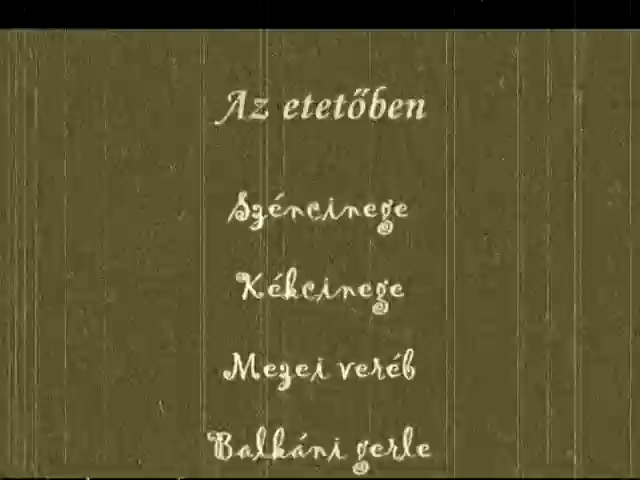 Az etetőben
Széncinege
Kékcinege
Mezei veréb
Balkáni gerle